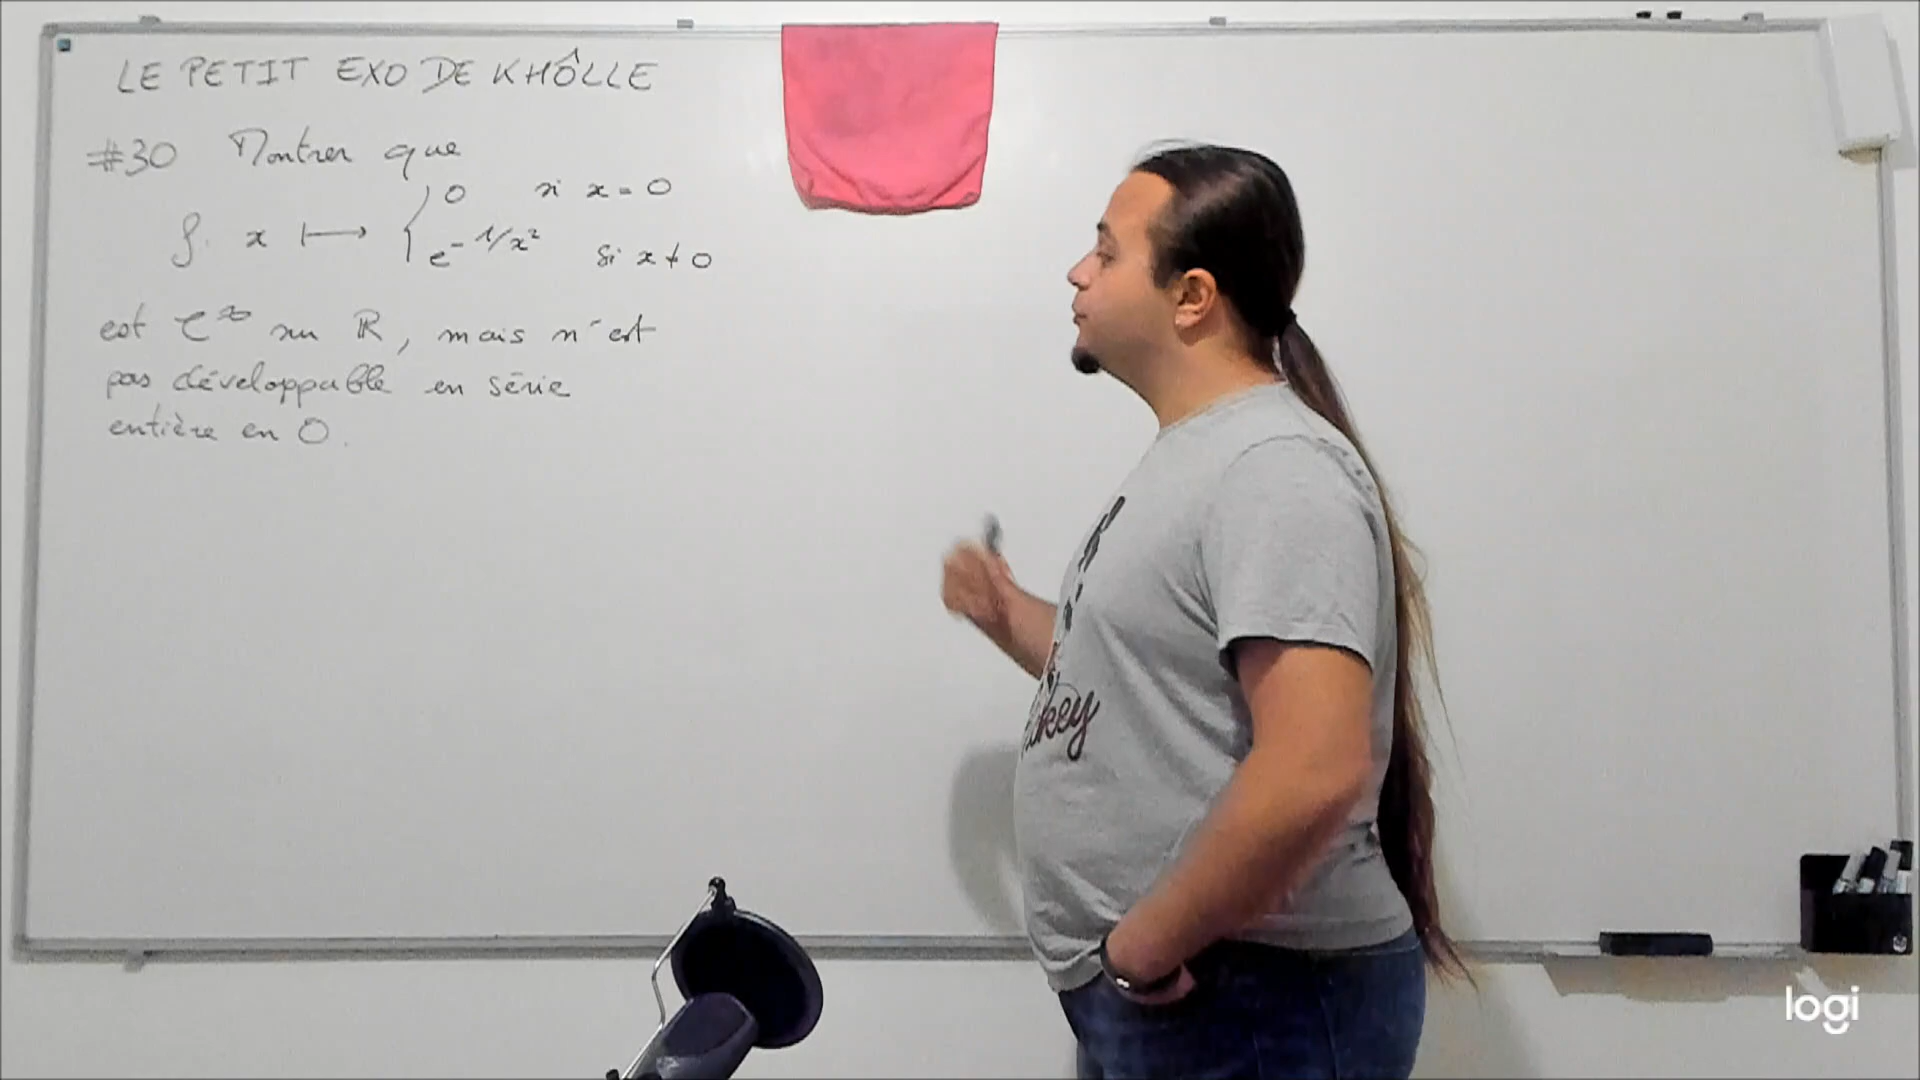 LE PETIT EXO DE KHÔLLE
#30 Montrer que
f: x ⟼ { 0 si x = 0
e^{-1/x²} si x ≠ 0
est C^∞ sur ℝ, mais n'est
pas développable en série
entière en 0.
logi